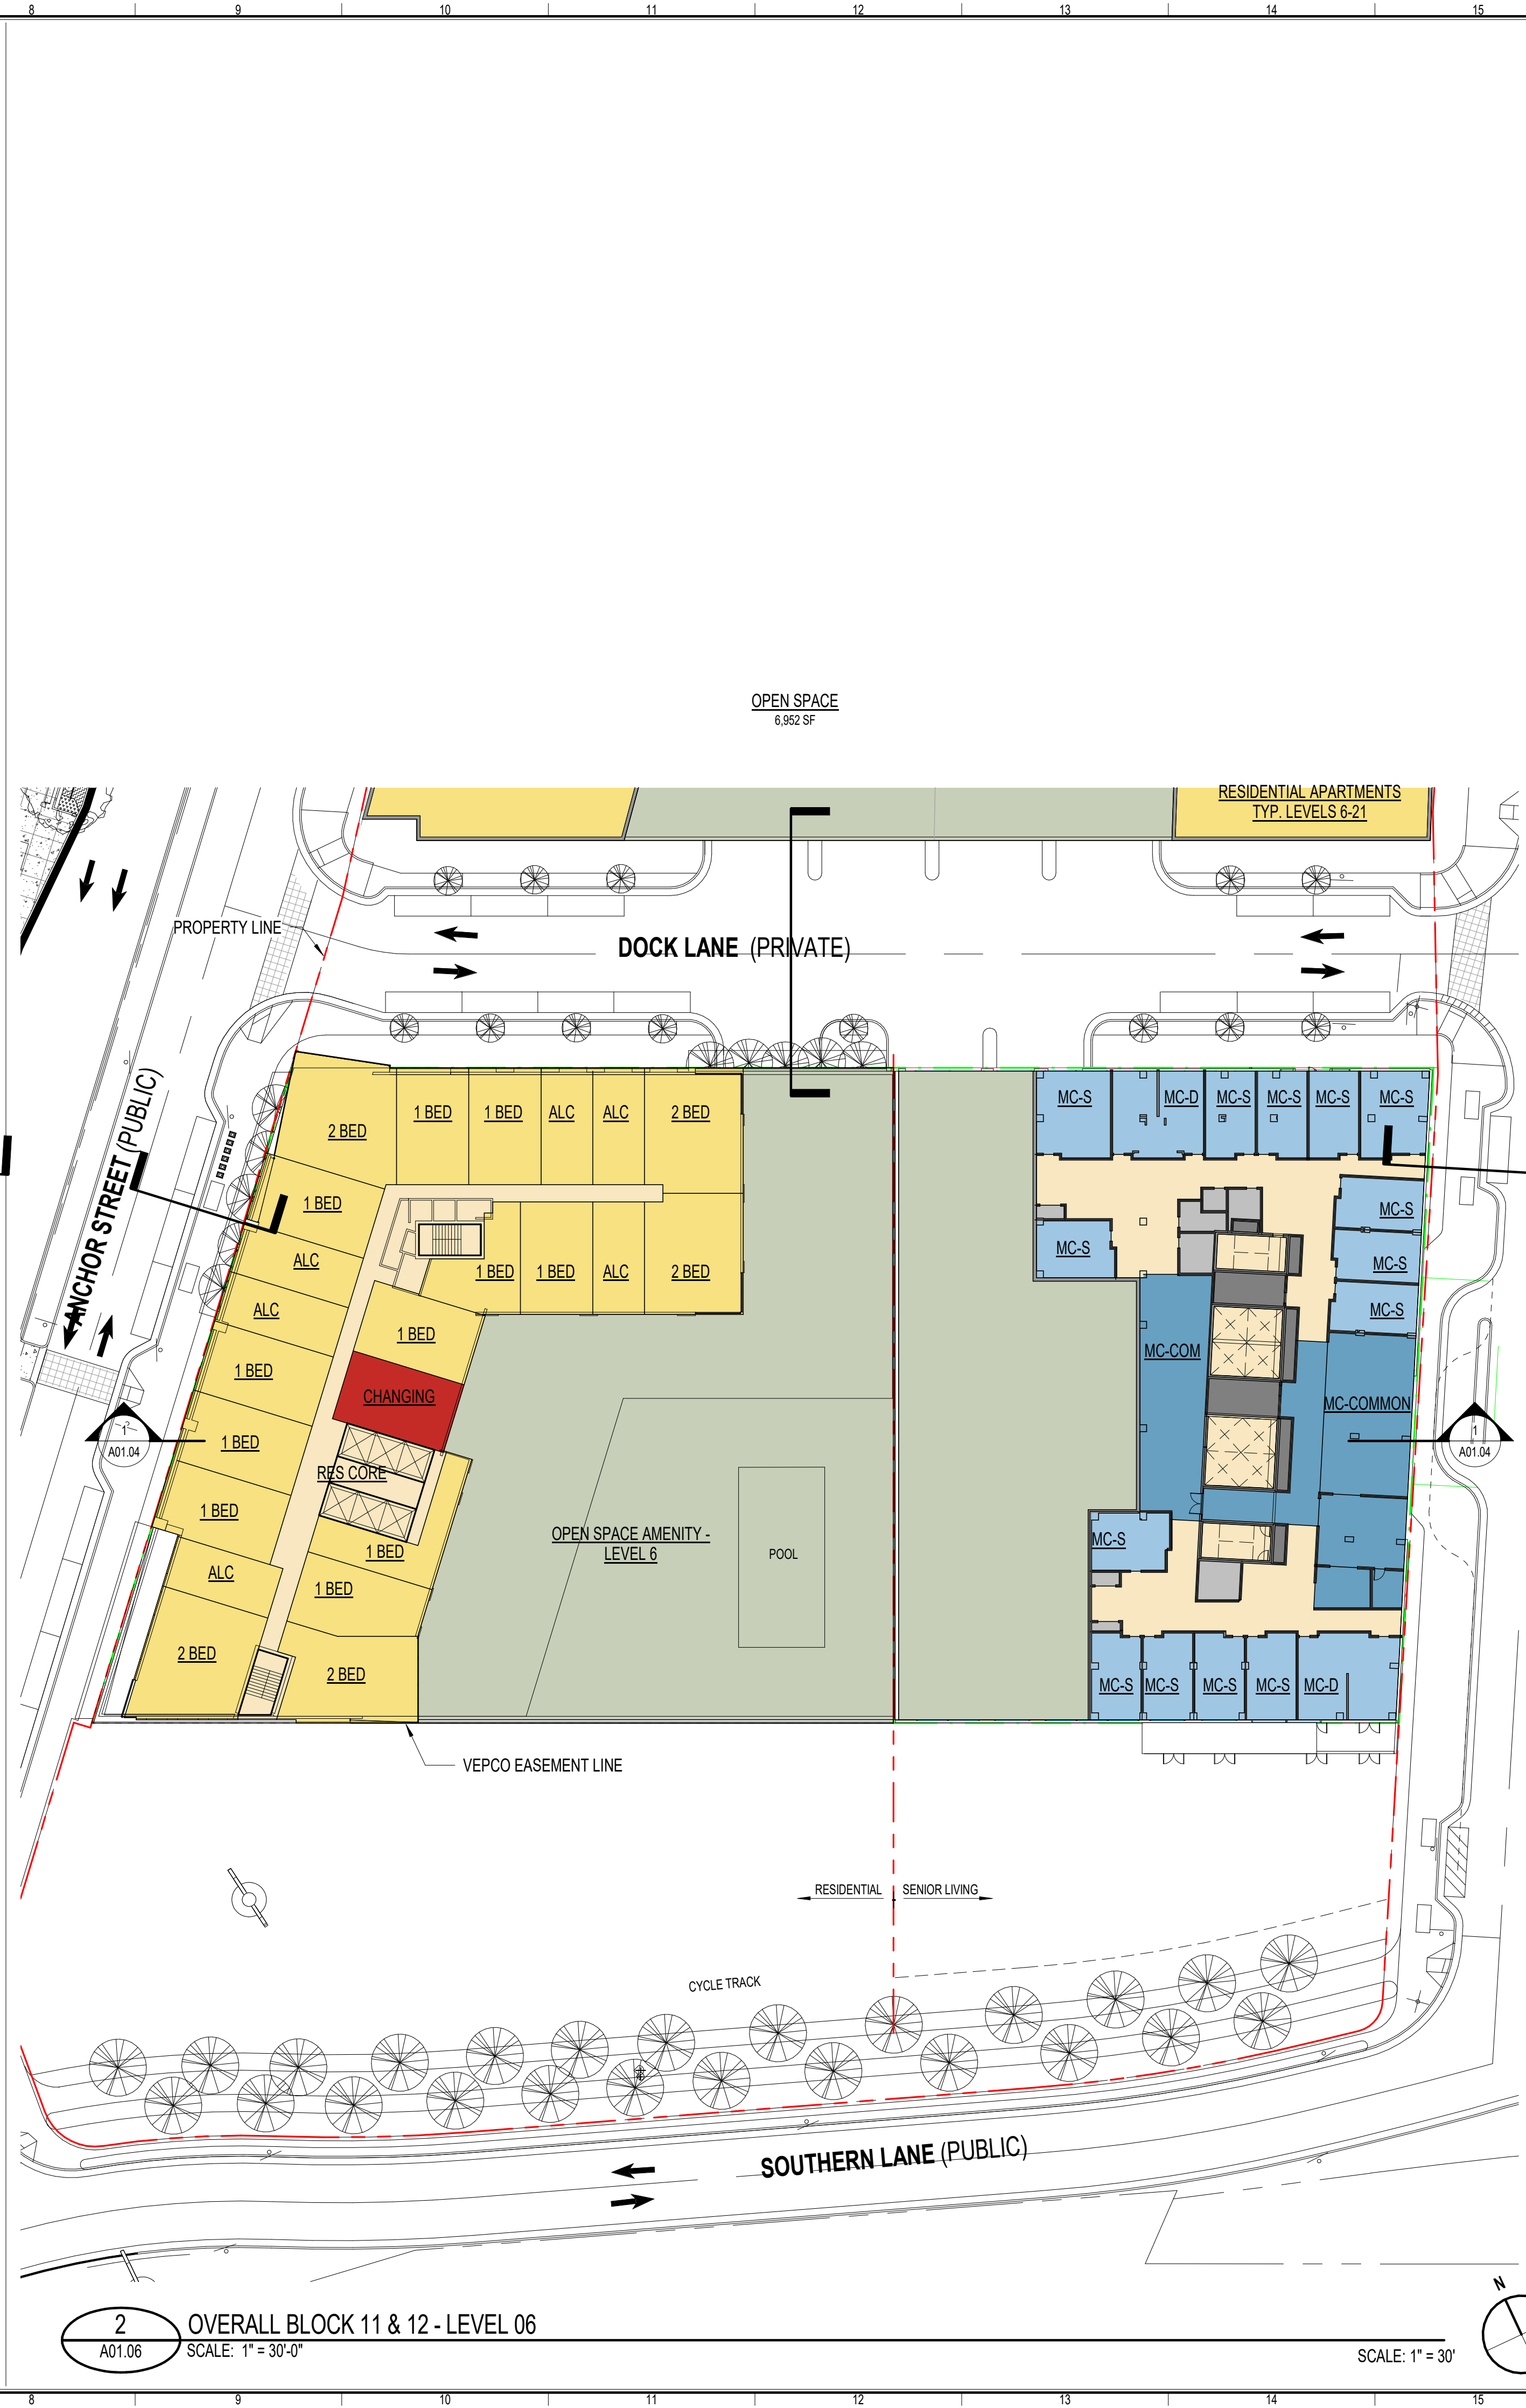 8 9 10 11 12 13 14 15
OPEN SPACE
6,952 SF
RESIDENTIAL APARTMENTS
TYP. LEVELS 6-21
PROPERTY LINE
DOCK LANE (PRIVATE)
ANCHOR STREET (PUBLIC)
2 BED
1 BED
1 BED
ALC
ALC
2 BED
MC-S
MC-D
MC-S
MC-S
MC-S
MC-S
1 BED
MC-S
ALC
1 BED
1 BED
ALC
2 BED
MC-S
MC-S
ALC
MC-S
1 BED
MC-COM
1 BED
CHANGING
MC-COMMON
1
A01.04
1 BED
RES CORE
1
A01.04
1 BED
OPEN SPACE AMENITY -
LEVEL 6
POOL
MC-S
1 BED
ALC
1 BED
2 BED
2 BED
MC-S
MC-S
MC-S
MC-S
MC-D
VEPCO EASEMENT LINE
RESIDENTIAL
SENIOR LIVING
CYCLE TRACK
SOUTHERN LANE (PUBLIC)
N
2
A01.06
OVERALL BLOCK 11 & 12 - LEVEL 06
SCALE: 1" = 30'-0"
SCALE: 1" = 30'
8 9 10 11 12 13 14 15